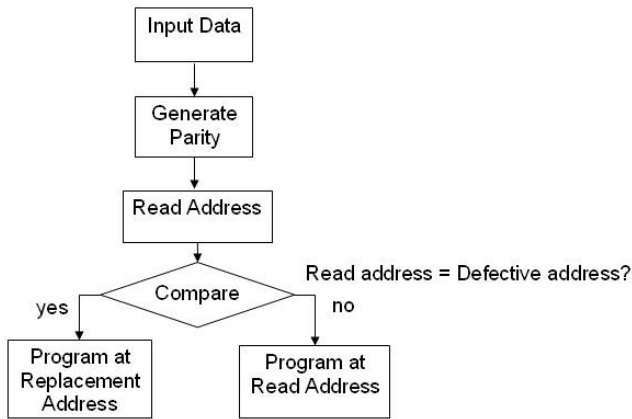 Input Data
Generate
Parity
Read Address
Compare
Read address = Defective address?
yes
no
Program at
Replacement
Address
Program at
Read Address